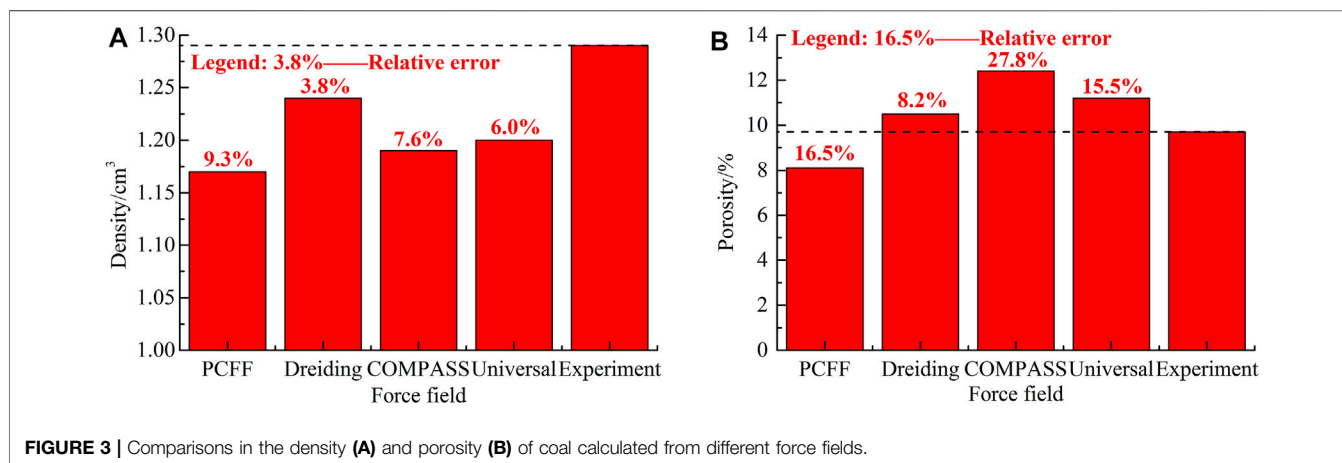 A
1.30
1.25
1.20
1.15
1.10
1.05
1.00
Density/cm³
Legend: 3.8%——Relative error
9.3%
3.8%
7.6%
6.0%
PCFF Dreiding COMPASS Universal Experiment
Force field
B
14
12
10
8
6
4
2
0
Porosity/%
Legend: 16.5%——Relative error
16.5%
8.2%
27.8%
15.5%
PCFF Dreiding COMPASS Universal Experiment
Force field
FIGURE 3 | Comparisons in the density (A) and porosity (B) of coal calculated from different force fields.